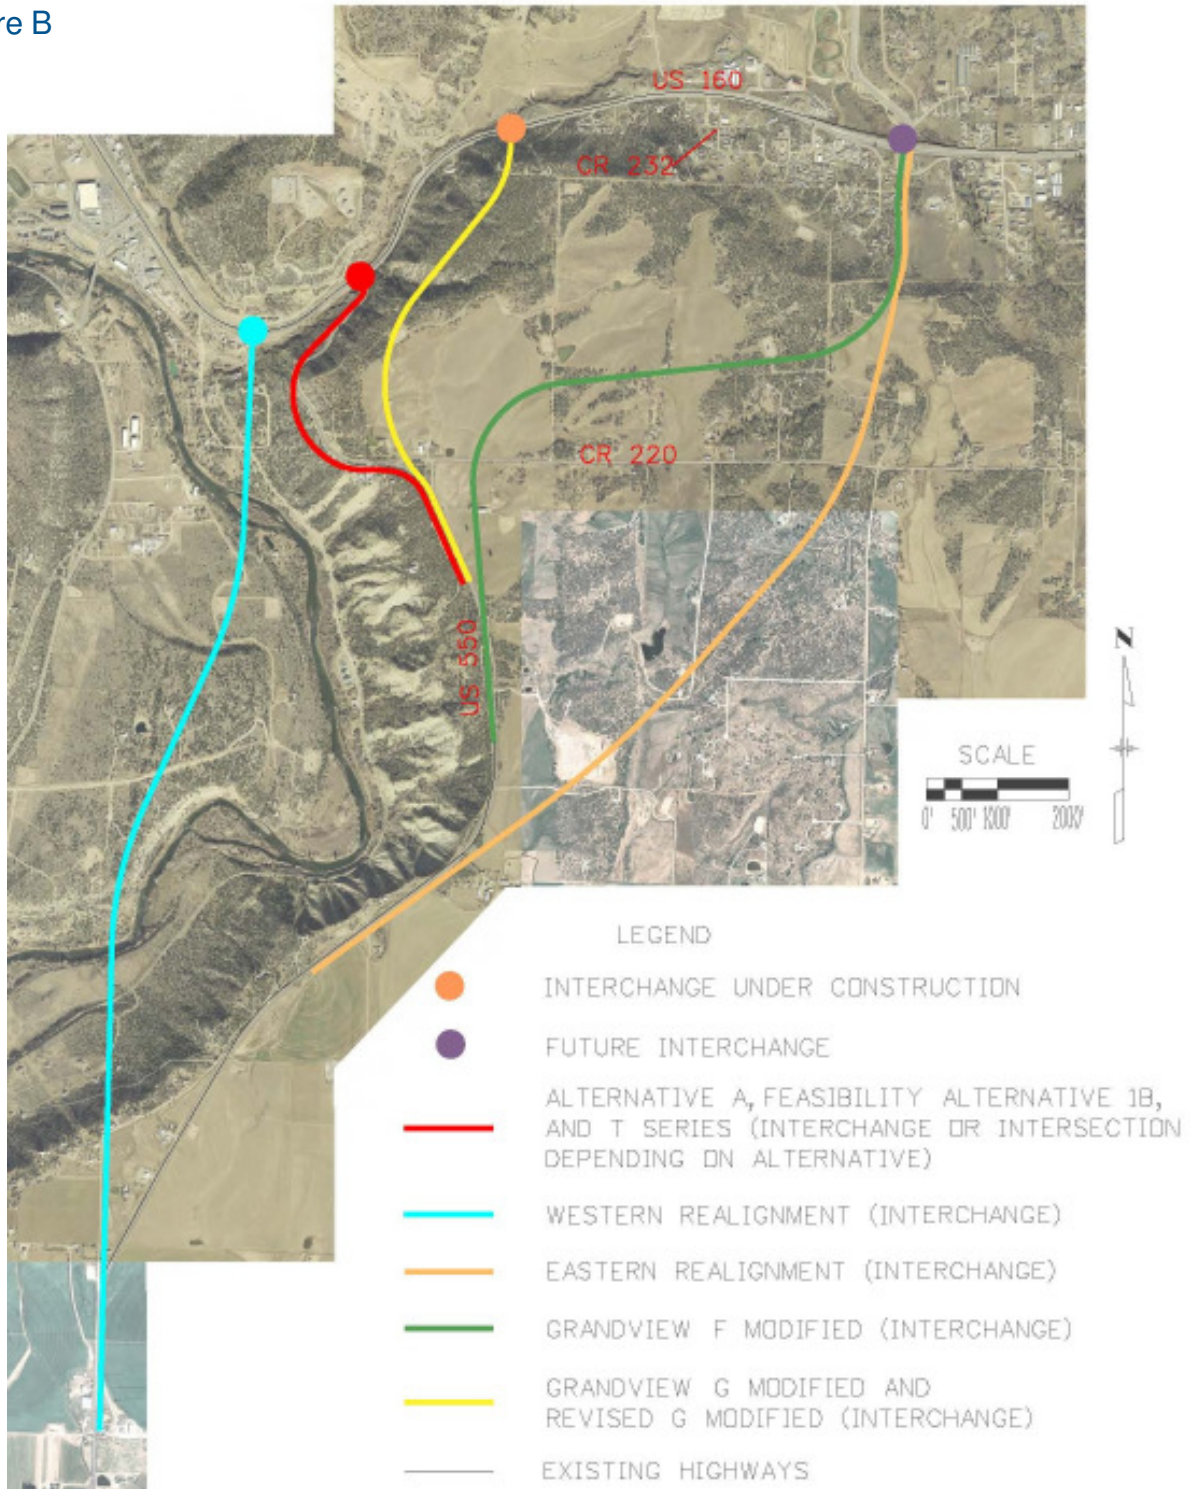 re B
US 160
CR 232
CR 220
US 550
N
SCALE
0' 500' 1000' 2000'
LEGEND
INTERCHANGE UNDER CONSTRUCTION
FUTURE INTERCHANGE
ALTERNATIVE A, FEASIBILITY ALTERNATIVE 1B,
AND T SERIES (INTERCHANGE OR INTERSECTION
DEPENDING ON ALTERNATIVE)
WESTERN REALIGNMENT (INTERCHANGE)
EASTERN REALIGNMENT (INTERCHANGE)
GRANDVIEW F MODIFIED (INTERCHANGE)
GRANDVIEW G MODIFIED AND
REVISED G MODIFIED (INTERCHANGE)
EXISTING HIGHWAYS